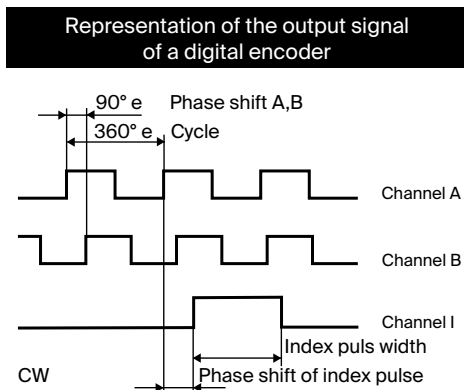 Representation of the output signal
of a digital encoder
90° e Phase shift A,B
360° e Cycle
Channel A
Channel B
Channel I
Index puls width
CW Phase shift of index pulse